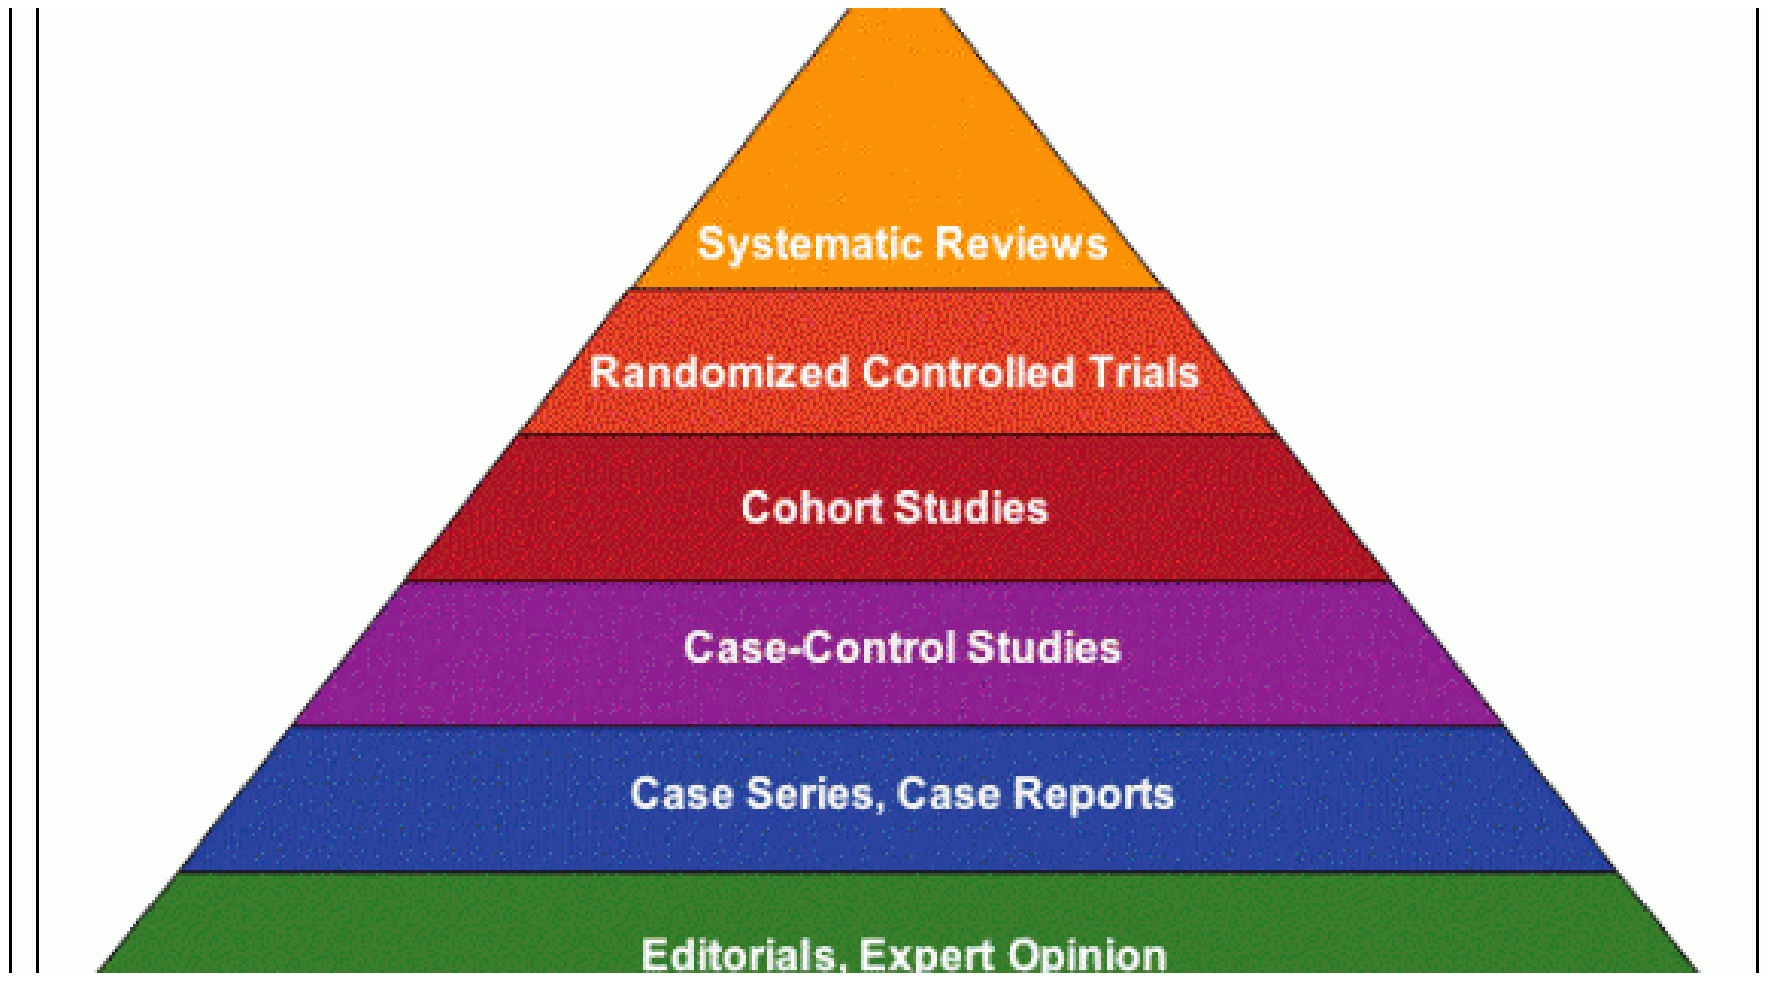 Systematic Reviews
Randomized Controlled Trials
Cohort Studies
Case-Control Studies
Case Series, Case Reports
Editorials, Expert Opinion